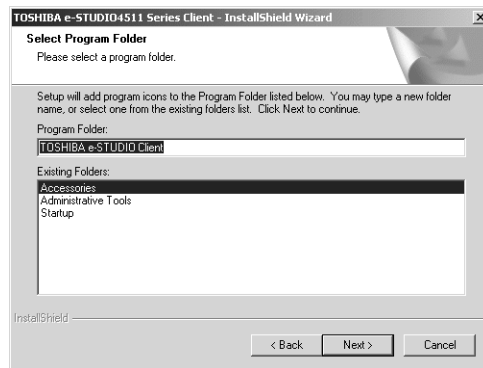 TOSHIBA e-STUDIO4511 Series Client - InstallShield Wizard
Select Program Folder
Please select a program folder.
Setup will add program icons to the Program Folder listed below. You may type a new folder
name, or select one from the existing folders list. Click Next to continue.
Program Folder:
TOSHIBA e-STUDIO Client
Existing Folders:
Accessories
Administrative Tools
Startup
InstallShield
< Back Next > Cancel